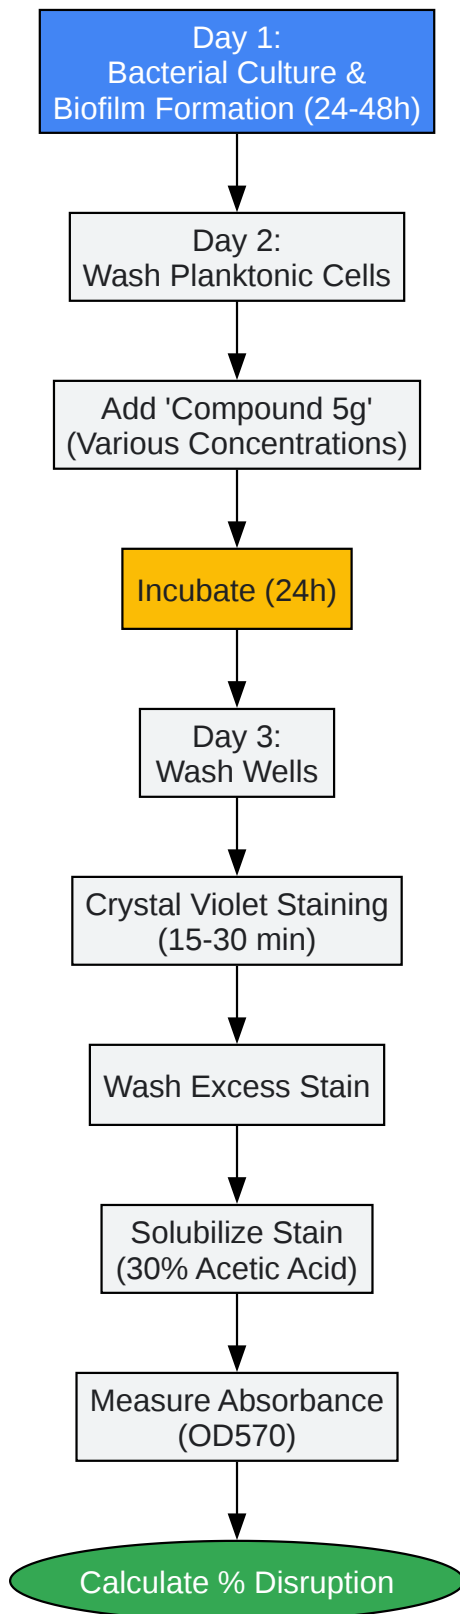 Day 1:
Bacterial Culture &
Biofilm Formation (24-48h)
Day 2:
Wash Planktonic Cells
Add 'Compound 5g'
(Various Concentrations)
Incubate (24h)
Day 3:
Wash Wells
Crystal Violet Staining
(15-30 min)
Wash Excess Stain
Solubilize Stain
(30% Acetic Acid)
Measure Absorbance
(OD570)
Calculate % Disruption